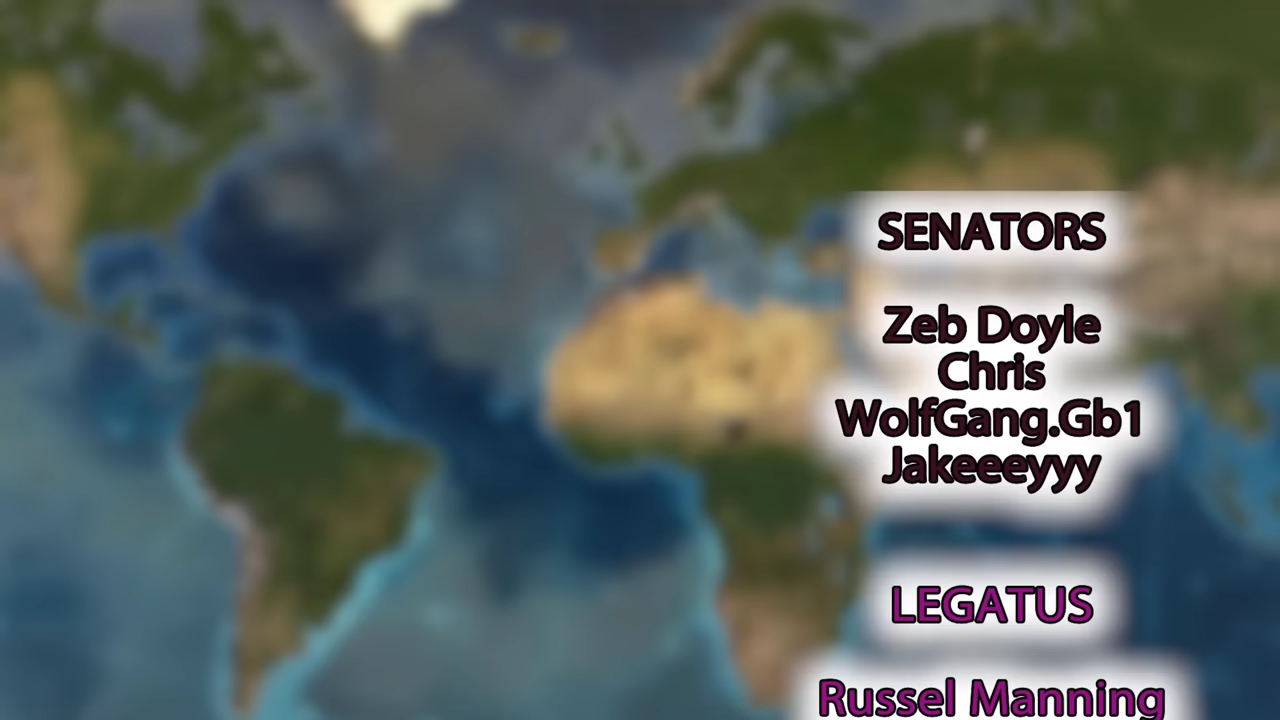 SENATORS
Zeb Doyle
Chris
WolfGang.Gb1
Jakeeeyyy
LEGATUS
Russel Manning